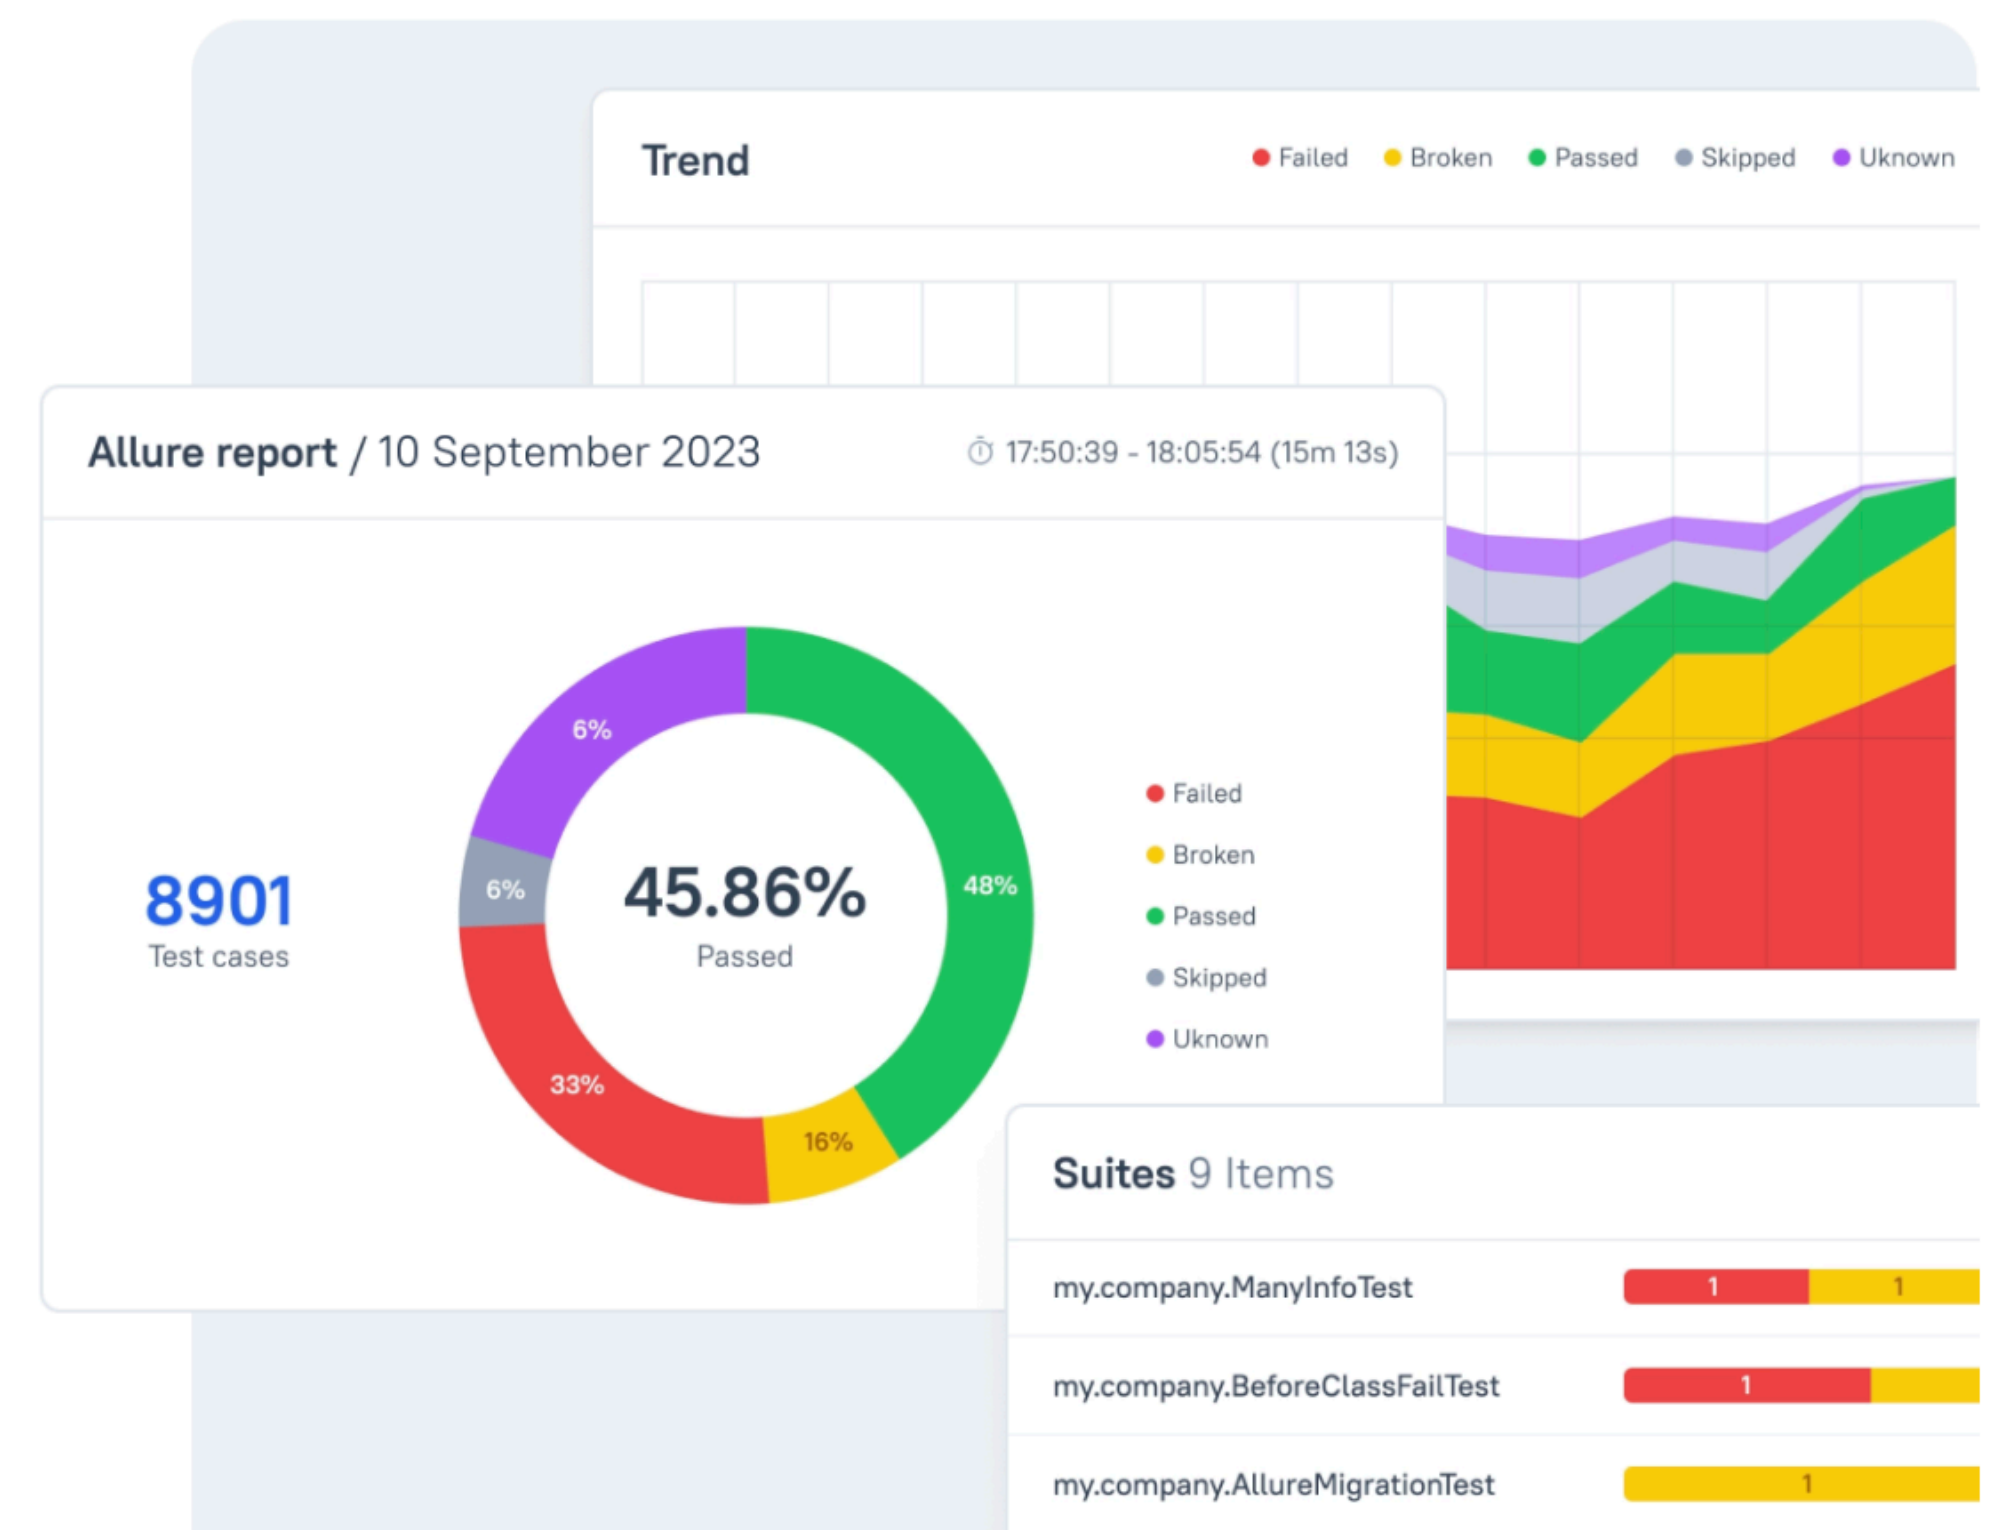 Trend
Failed Broken Passed Skipped Uknown
Allure report / 10 September 2023
17:50:39 - 18:05:54 (15m 13s)
6%
48%
6%
33%
16%
8901
Test cases
45.86%
Passed
Failed
Broken
Passed
Skipped
Uknown
Suites 9 Items
my.company.ManyInfoTest 1 1
my.company.BeforeClassFailTest 1
my.company.AllureMigrationTest 1